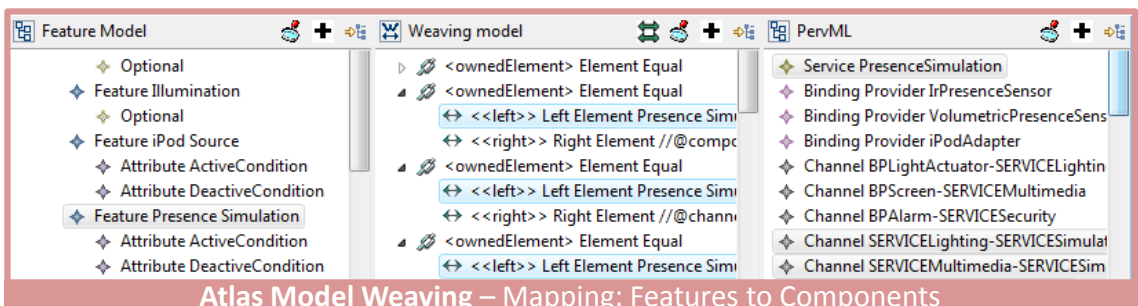 Feature Model
Optional
Feature Illumination
Optional
Feature iPod Source
Attribute ActiveCondition
Attribute DeactiveCondition
Feature Presence Simulation
Attribute ActiveCondition
Attribute DeactiveCondition
Weaving model
<ownedElement> Element Equal
<ownedElement> Element Equal
<<left>> Left Element Presence Simu
<<right>> Right Element //@compo
<ownedElement> Element Equal
<<left>> Left Element Presence Simu
<<right>> Right Element //@channe
<ownedElement> Element Equal
<<left>> Left Element Presence Simu
PervML
Service PresenceSimulation
Binding Provider IrPresenceSensor
Binding Provider VolumetricPresenceSens
Binding Provider iPodAdapter
Channel BPLightActuator-SERVICELightin
Channel BPScreen-SERVICEMultimedia
Channel BPAlarm-SERVICESecurity
Channel SERVICELighting-SERVICESimulat
Channel SERVICEMultimedia-SERVICESim
Atlas Model Weaving – Mapping: Features to Components